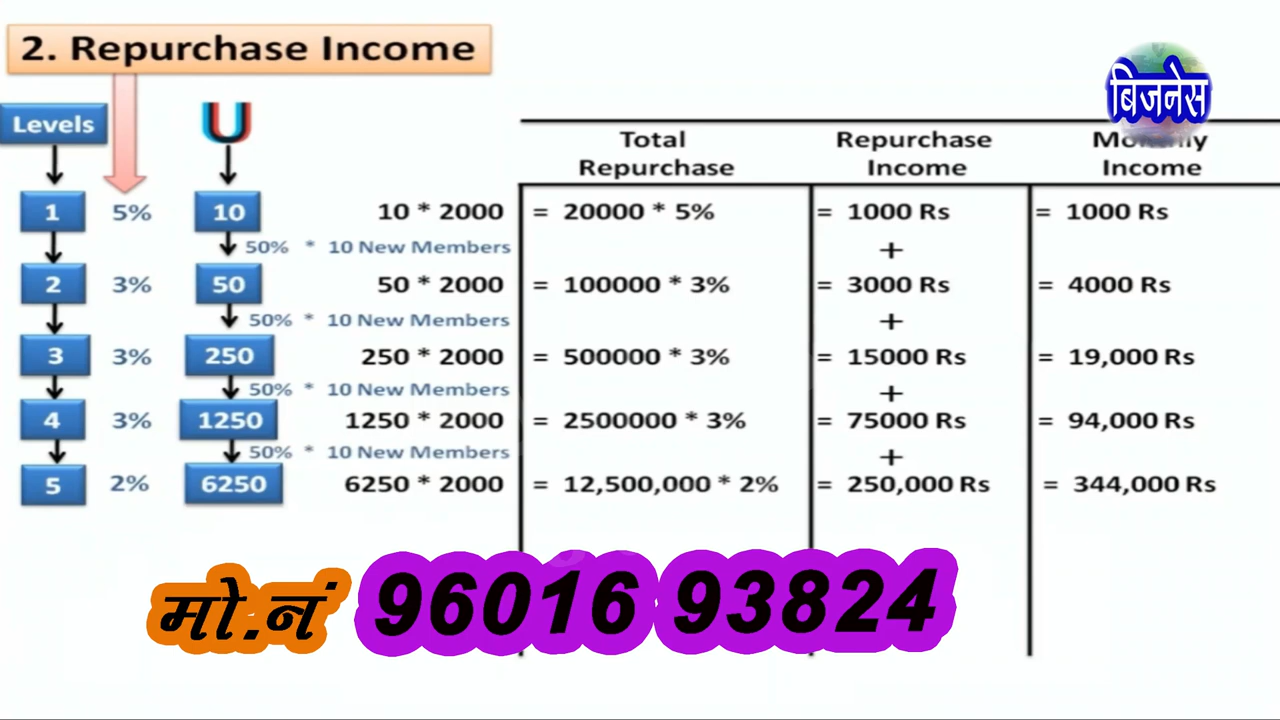 2. Repurchase Income
बिजनेस
Levels U
Total Repurchase Repurchase Income Monthly Income
1 5% 10 10 * 2000 = 20000 * 5% = 1000 Rs = 1000 Rs
50% * 10 New Members +
2 3% 50 50 * 2000 = 100000 * 3% = 3000 Rs = 4000 Rs
50% * 10 New Members +
3 3% 250 250 * 2000 = 500000 * 3% = 15000 Rs = 19,000 Rs
50% * 10 New Members +
4 3% 1250 1250 * 2000 = 2500000 * 3% = 75000 Rs = 94,000 Rs
50% * 10 New Members +
5 2% 6250 6250 * 2000 = 12,500,000 * 2% = 250,000 Rs = 344,000 Rs
मो.नं 96016 93824